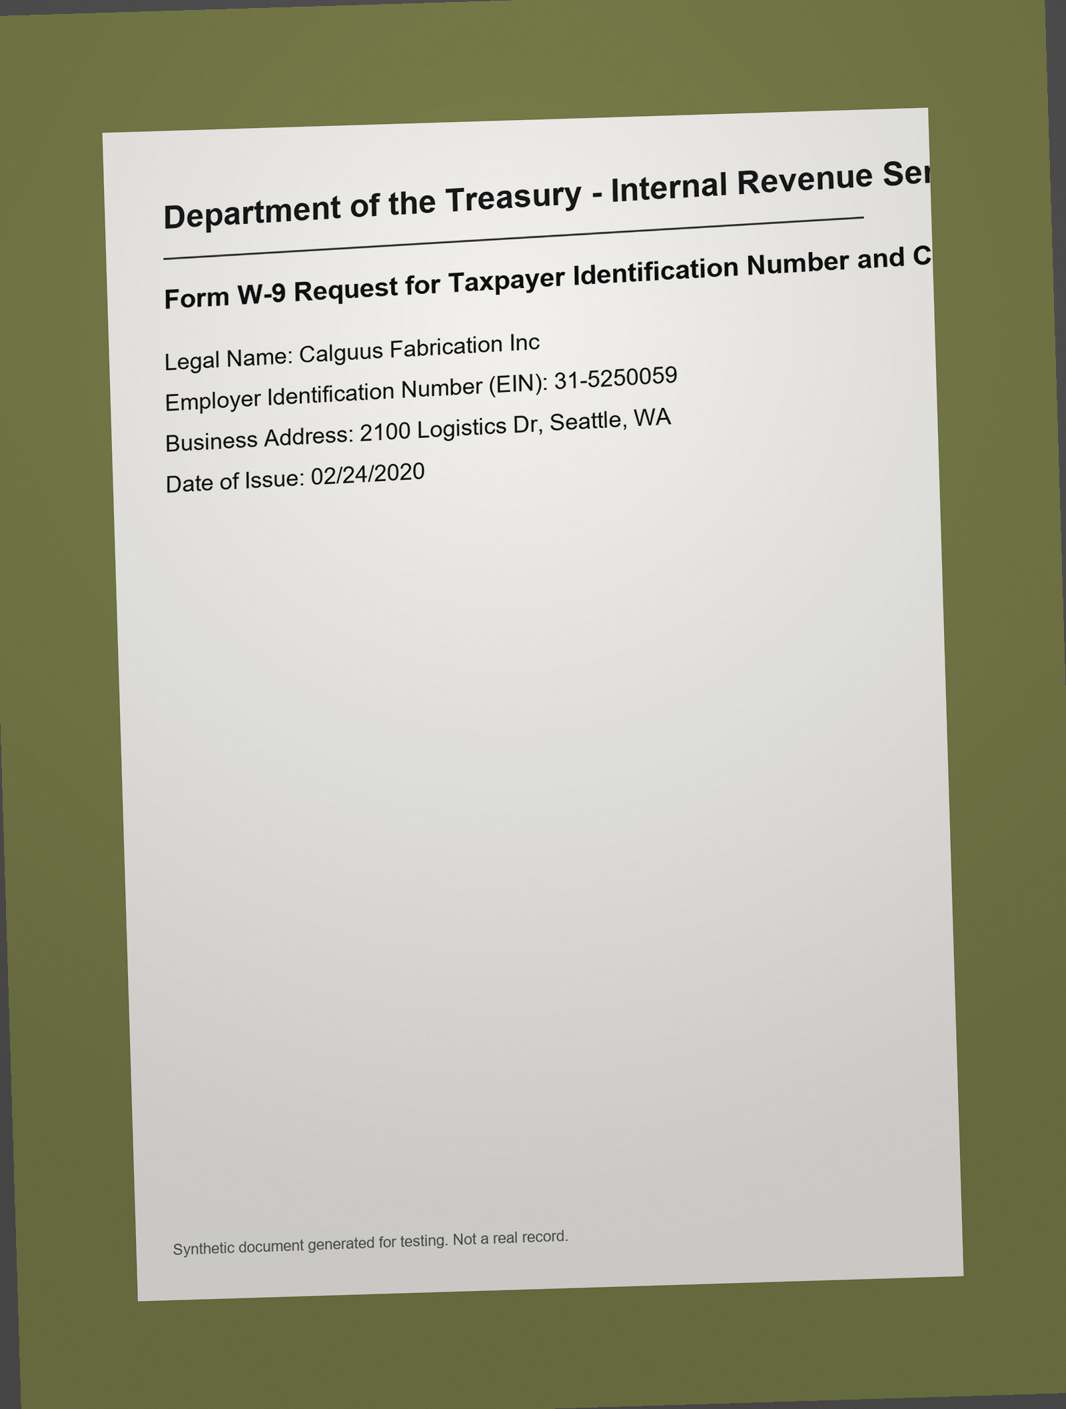 Department of the Treasury - Internal Revenue
Form W-9 Request for Taxpayer Identification Number and
Legal Name: Calguus Fabrication Inc
Employer Identification Number (EIN): 31-5250059
Business Address: 2100 Logistics Dr, Seattle, WA
Date of Issue: 02/24/2020
Synthetic document generated for testing. Not a real record.